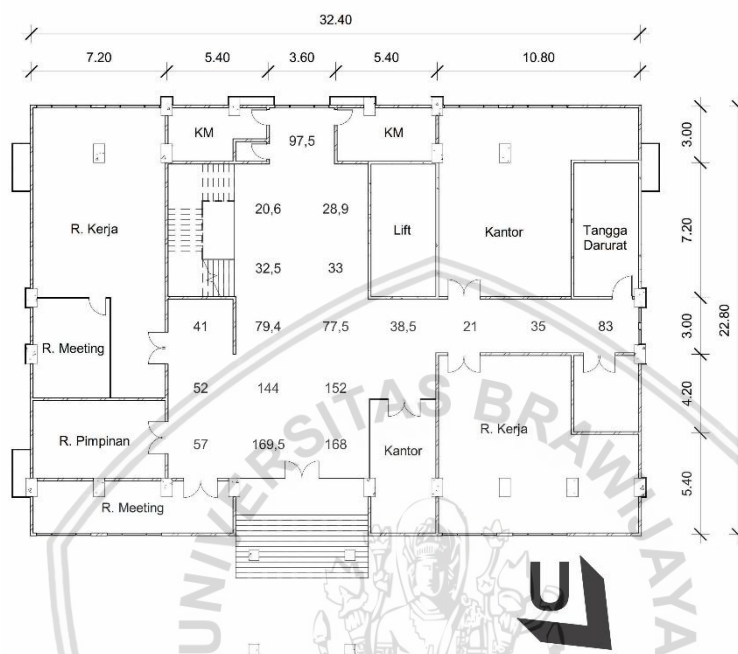 32.40
7.20 5.40 3.60 5.40 10.80
KM 97,5 KM
3.00
R. Kerja 20,6 28,9 Lift Kantor Tangga Darurat
7.20
32,5 33
R. Meeting 41 79,4 77,5 38,5 21 35 83
3.00
22.80
52 144 152
4.20
R. Pimpinan 57 169,5 168 Kantor R. Kerja
5.40
R. Meeting
U
UNIVERSITAS BRAWIJAYA